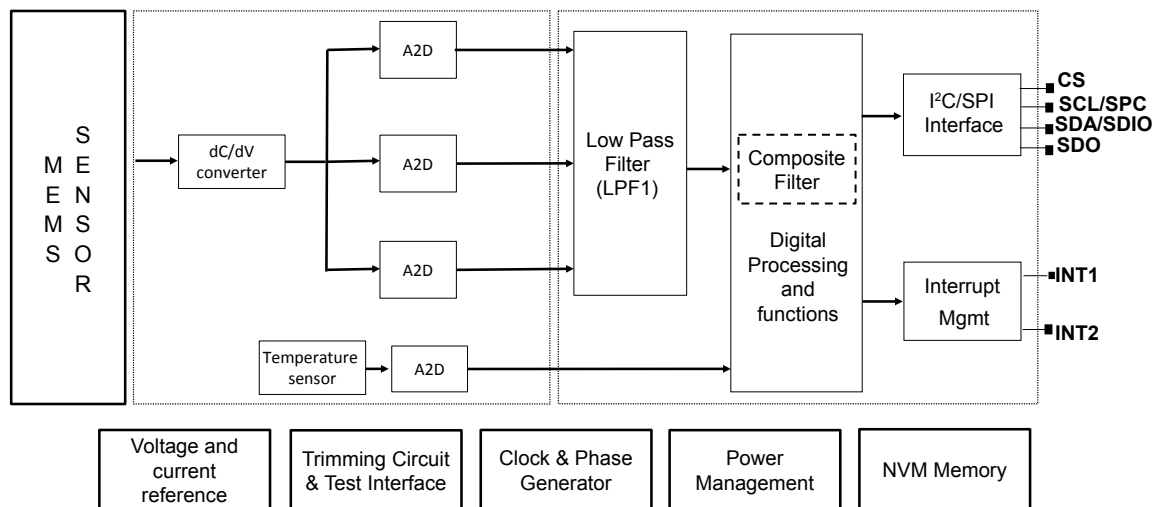 MEMS
SENSOR
dC/dV
converter
A2D
A2D
A2D
Temperature
sensor
A2D
Low Pass
Filter
(LPF1)
Composite
Filter
Digital
Processing
and
functions
I²C/SPI
Interface
CS
SCL/SPC
SDA/SDIO
SDO
Interrupt
Mgmt
INT1
INT2
Voltage and
current
reference
Trimming Circuit
& Test Interface
Clock & Phase
Generator
Power
Management
NVM Memory